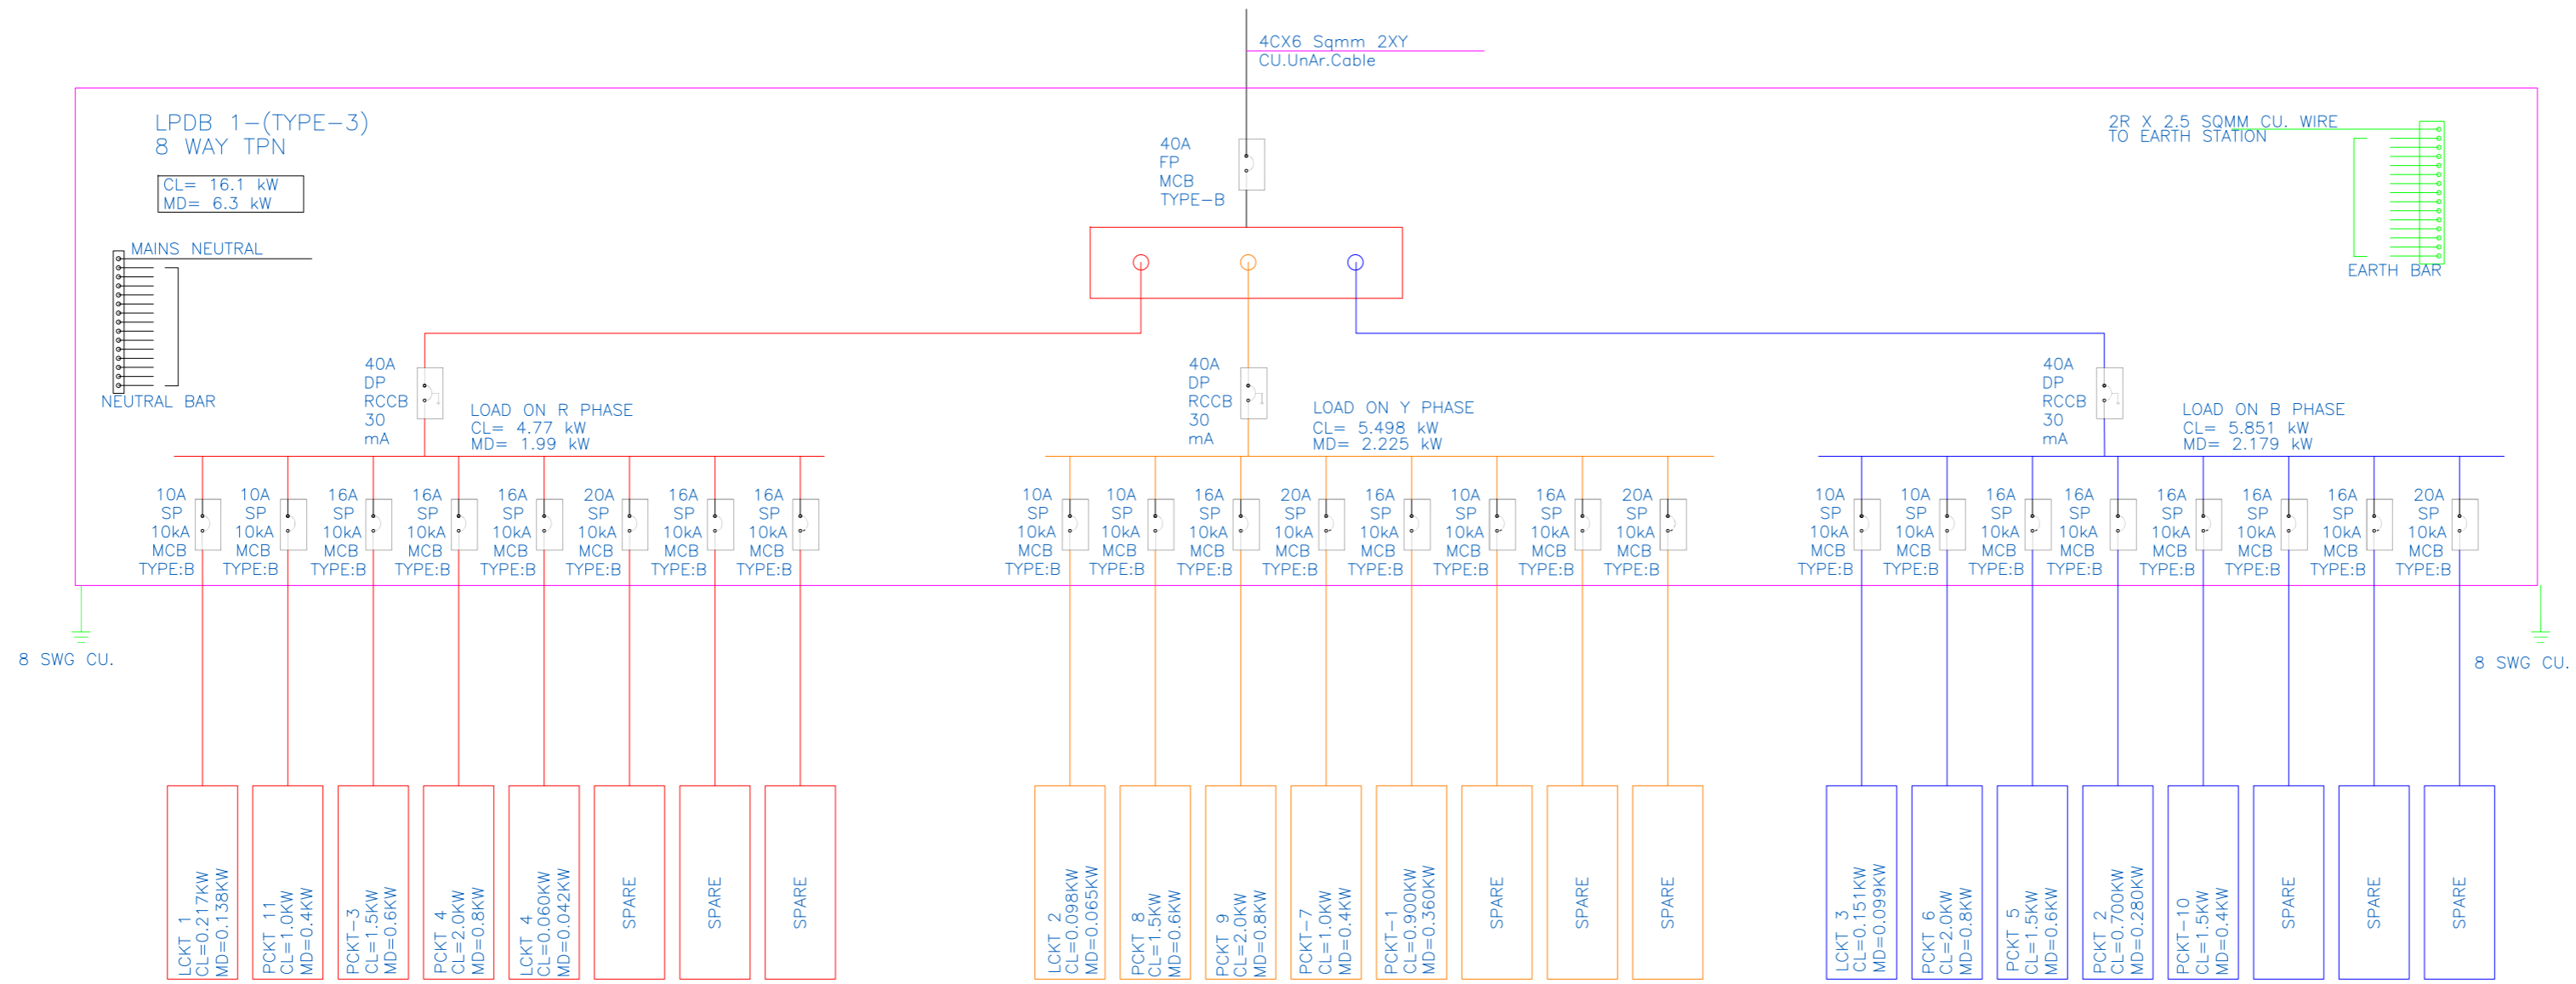 4CX6 Sqmm 2XY
CU.UnAr.Cable
LPDB 1-(TYPE-3)
8 WAY TPN
CL= 16.1 kW
MD= 6.3 kW
MAINS NEUTRAL
NEUTRAL BAR
40A
FP
MCB
TYPE-B
2R X 2.5 SQMM CU. WIRE
TO EARTH STATION
EARTH BAR
40A
DP
RCCB
30
mA
LOAD ON R PHASE
CL= 4.77 kW
MD= 1.99 kW
40A
DP
RCCB
30
mA
LOAD ON Y PHASE
CL= 5.498 kW
MD= 2.225 kW
40A
DP
RCCB
30
mA
LOAD ON B PHASE
CL= 5.851 kW
MD= 2.179 kW
10A
SP
10kA
MCB
TYPE:B
10A
SP
10kA
MCB
TYPE:B
16A
SP
10kA
MCB
TYPE:B
16A
SP
10kA
MCB
TYPE:B
16A
SP
10kA
MCB
TYPE:B
20A
SP
10kA
MCB
TYPE:B
16A
SP
10kA
MCB
TYPE:B
16A
SP
10kA
MCB
TYPE:B
10A
SP
10kA
MCB
TYPE:B
10A
SP
10kA
MCB
TYPE:B
16A
SP
10kA
MCB
TYPE:B
20A
SP
10kA
MCB
TYPE:B
16A
SP
10kA
MCB
TYPE:B
10A
SP
10kA
MCB
TYPE:B
16A
SP
10kA
MCB
TYPE:B
20A
SP
10kA
MCB
TYPE:B
10A
SP
10kA
MCB
TYPE:B
10A
SP
10kA
MCB
TYPE:B
16A
SP
10kA
MCB
TYPE:B
16A
SP
10kA
MCB
TYPE:B
16A
SP
10kA
MCB
TYPE:B
16A
SP
10kA
MCB
TYPE:B
16A
SP
10kA
MCB
TYPE:B
20A
SP
10kA
MCB
TYPE:B
8 SWG CU.
8 SWG CU.
LCKT 1
CL=0.217KW
MD=0.138KW
PCKT 11
CL=1.0KW
MD=0.4KW
PCKT-3
CL=1.5KW
MD=0.6KW
PCKT 4
CL=2.0KW
MD=0.8KW
LCKT 4
CL=0.060KW
MD=0.042KW
SPARE
SPARE
SPARE
LCKT 2
CL=0.098KW
MD=0.065KW
PCKT 8
CL=1.5KW
MD=0.6KW
PCKT 9
CL=2.0KW
MD=0.8KW
PCKT-7
CL=1.0KW
MD=0.4KW
PCKT-1
CL=0.900KW
MD=0.360KW
SPARE
SPARE
SPARE
LCKT 3
CL=0.151KW
MD=0.099KW
PCKT 6
CL=2.0KW
MD=0.8KW
PCKT 5
CL=1.5KW
MD=0.6KW
PCKT 2
CL=0.700KW
MD=0.280KW
PCKT-10
CL=1.5KW
MD=0.4KW
SPARE
SPARE
SPARE